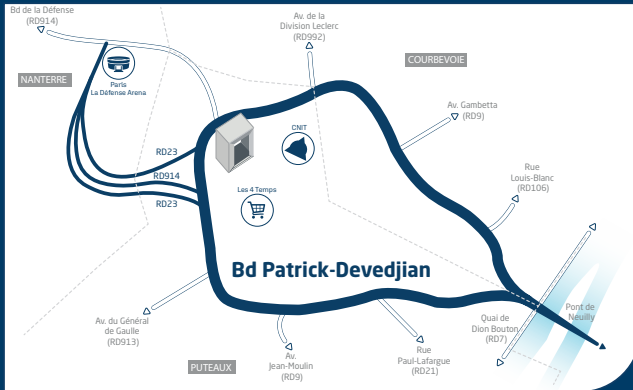 Bd de la Défense
(RD914)
Av. de la
Division Leclerc
(RD992)
COURBEVOIE
NANTERRE
Paris
La Défense Arena
Av. Gambetta
(RD9)
CNIT
RD23
RD914
RD23
Les 4 Temps
Rue
Louis-Blanc
(RD106)
Bd Patrick-Devedjian
Pont de
Neuilly
Quai de
Dion Bouton
(RD7)
Av. du Général
de Gaulle
(RD913)
Av.
Jean-Moulin
(RD9)
Rue
Paul-Lafargue
(RD21)
PUTEAUX